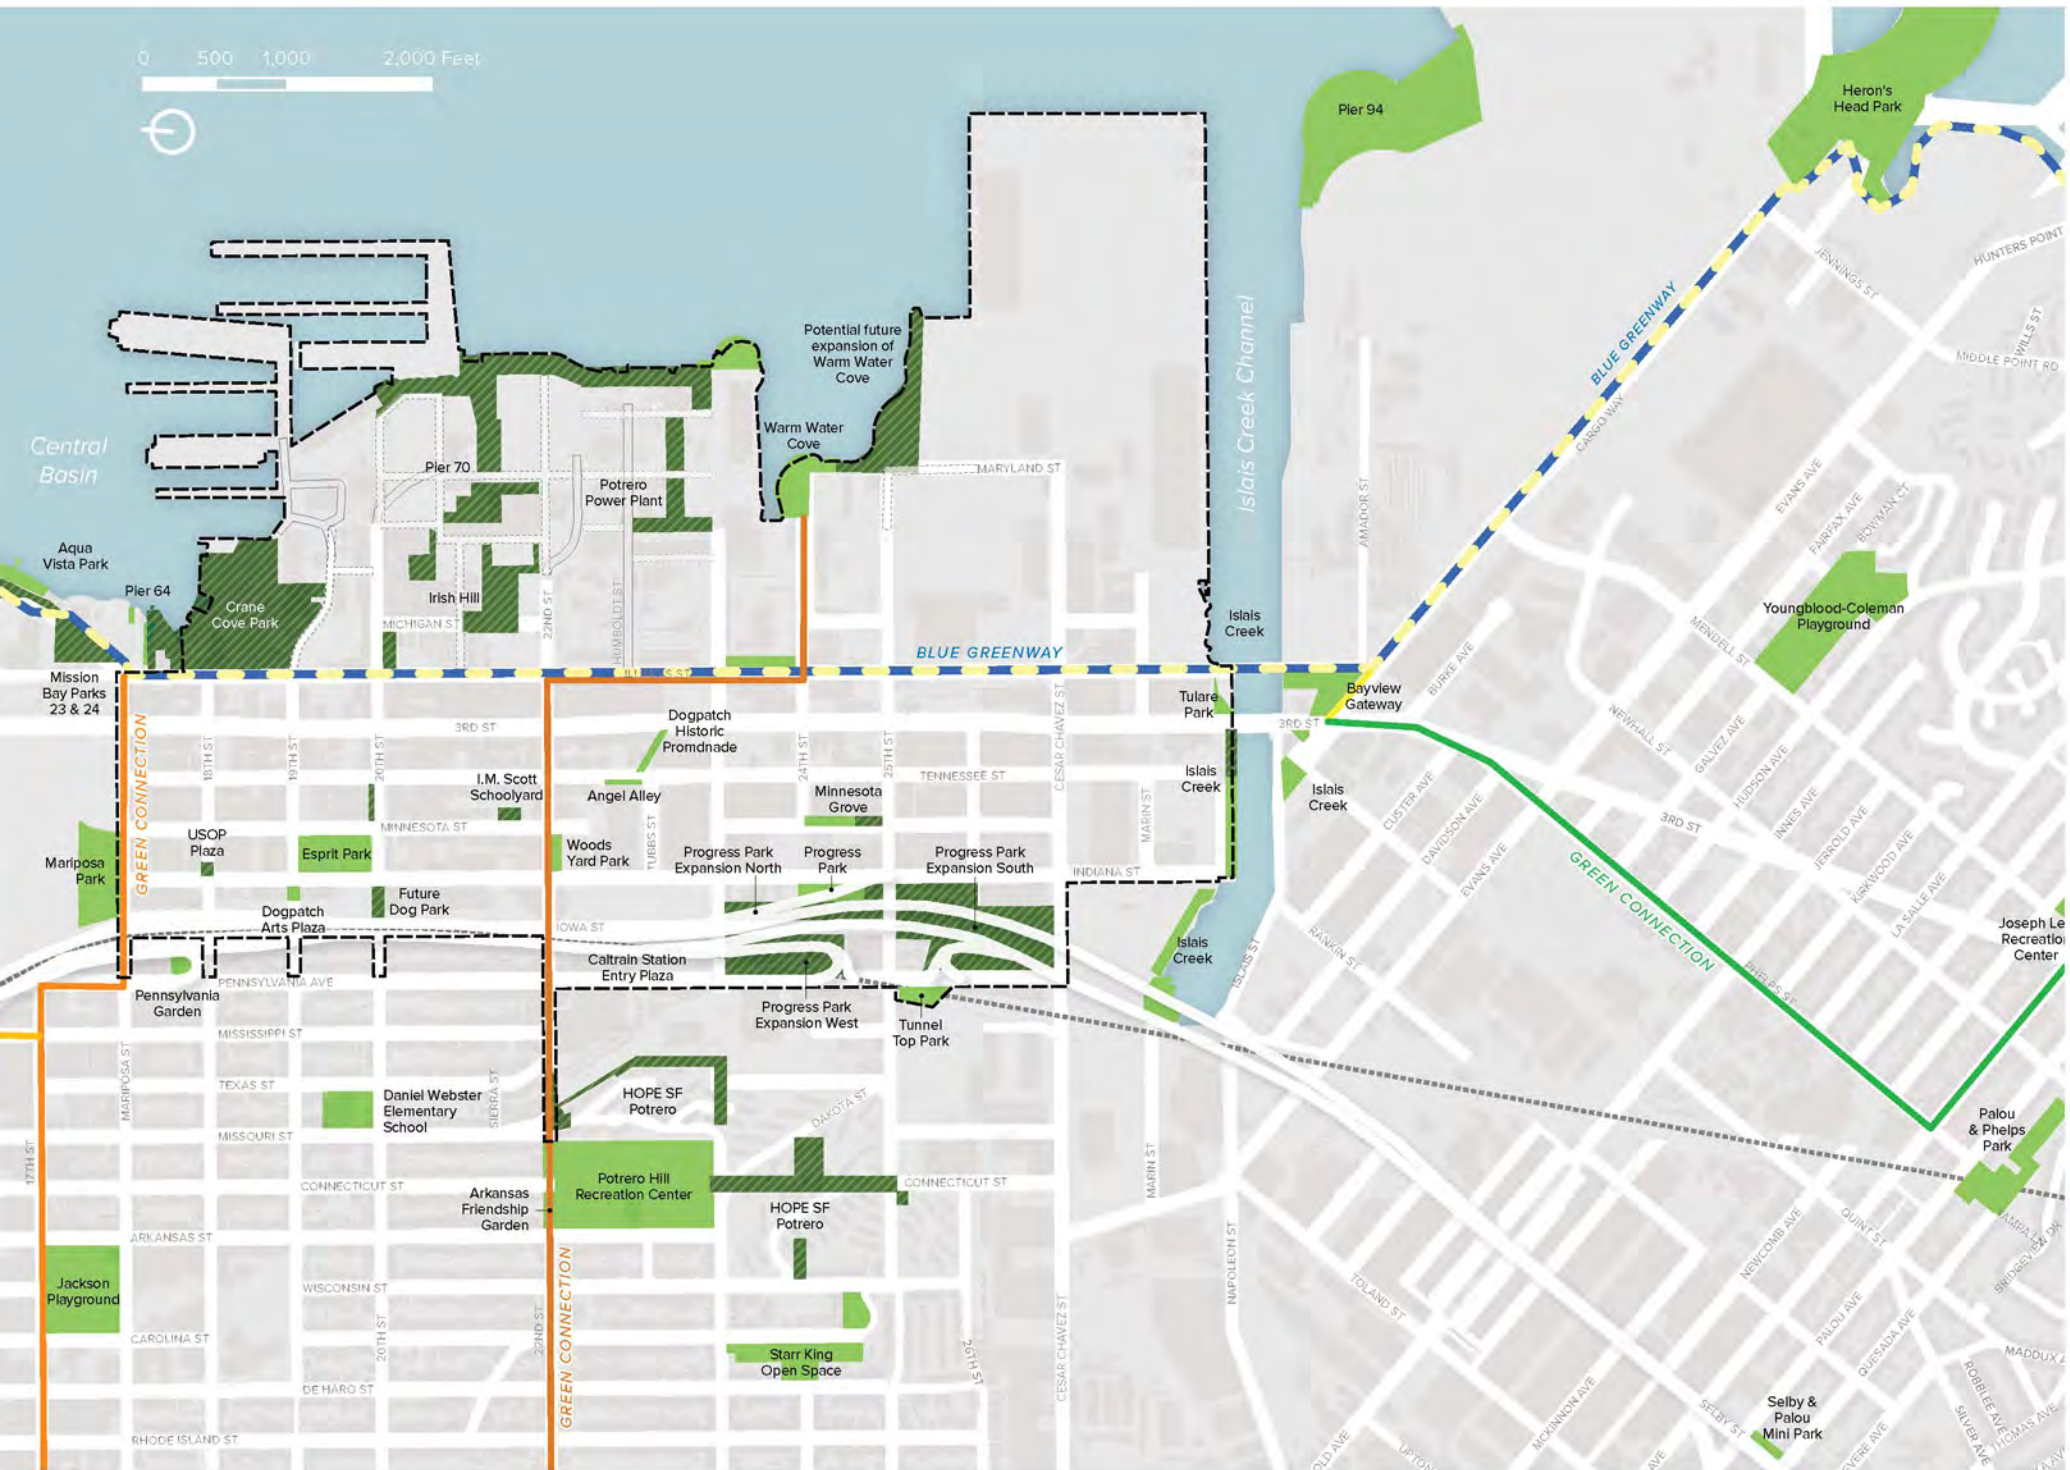 0 500 1,000 2,000 Feet
Pier 94
Heron's
Head Park
HUNTERS POINT
JENNINGS ST
WILLS ST
MIDDLE POINT RD
BLUE GREENWAY
CARGO WAY
Islais Creek Channel
Potential future
expansion of
Warm Water
Cove
Warm Water
Cove
Central
Basin
Pier 70
Potrero
Power Plant
MARYLAND ST
AMADOR ST
EVANS AVE
FAIRFAX AVE
BOWMAN CT
Aqua
Vista Park
Pier 64
Crane
Cove Park
Irish Hill
MICHIGAN ST
22ND ST
HUMBOLDT ST
Islais
Creek
Youngblood-Coleman
Playground
MENDELL ST
BURKE AVE
BLUE GREENWAY
Mission
Bay Parks
23 & 24
GREEN CONNECTION
3RD ST
Dogpatch
Historic
Promdnade
CESAR CHAVEZ ST
Tulare
Park
3RD ST
Bayview
Gateway
NEWHALL ST
GALVEZ AVE
HUDSON AVE
INNES AVE
JERROLD AVE
KIRKWOOD AVE
LA SALLE AVE
18TH ST
19TH ST
20TH ST
I.M. Scott
Schoolyard
Angel Alley
24TH ST
25TH ST
TENNESSEE ST
Minnesota
Grove
MARIN ST
Islais
Creek
Islais
Creek
CUSTER AVE
DAVIDSON AVE
EVANS AVE
3RD ST
GREEN CONNECTION
PHELPS ST
MINNESOTA ST
USOP
Plaza
Esprit Park
Mariposa
Park
Woods
Yard Park
TUBBS ST
Progress Park
Expansion North
Progress
Park
Progress Park
Expansion South
INDIANA ST
Future
Dog Park
Dogpatch
Arts Plaza
IOWA ST
Caltrain Station
Entry Plaza
Islais
Creek
ISLAIS ST
RANKIN ST
Joseph Le
Recreatio
Center
PENNSYLVANIA AVE
Pennsylvania
Garden
Progress Park
Expansion West
Tunnel
Top Park
MISSISSIPPI ST
MARIPOSA ST
TEXAS ST
SIERRA ST
Daniel Webster
Elementary
School
HOPE SF
Potrero
DAKOTA ST
MISSOURI ST
17TH ST
Palou
& Phelps
Park
CONNECTICUT ST
Arkansas
Friendship
Garden
Potrero Hill
Recreation Center
CONNECTICUT ST
MARIN ST
HOPE SF
Potrero
ARKANSAS ST
GREEN CONNECTION
Jackson
Playground
WISCONSIN ST
NAPOLEON ST
TOLAND ST
NEWCOMB AVE
QUINT ST
BRIDGEVIEW DR
CAROLINA ST
20TH ST
22ND ST
Starr King
Open Space
26TH ST
CESAR CHAVEZ ST
PALOU AVE
QUESADA AVE
MADDUX A
DE HARO ST
RHODE ISLAND ST
MCKINNON AVE
SELBY ST
Selby &
Palou
Mini Park
ROBBLEE AVE
SILVER AVE
THOMAS AVE
OLD AVE
UPTON
VERE AVE